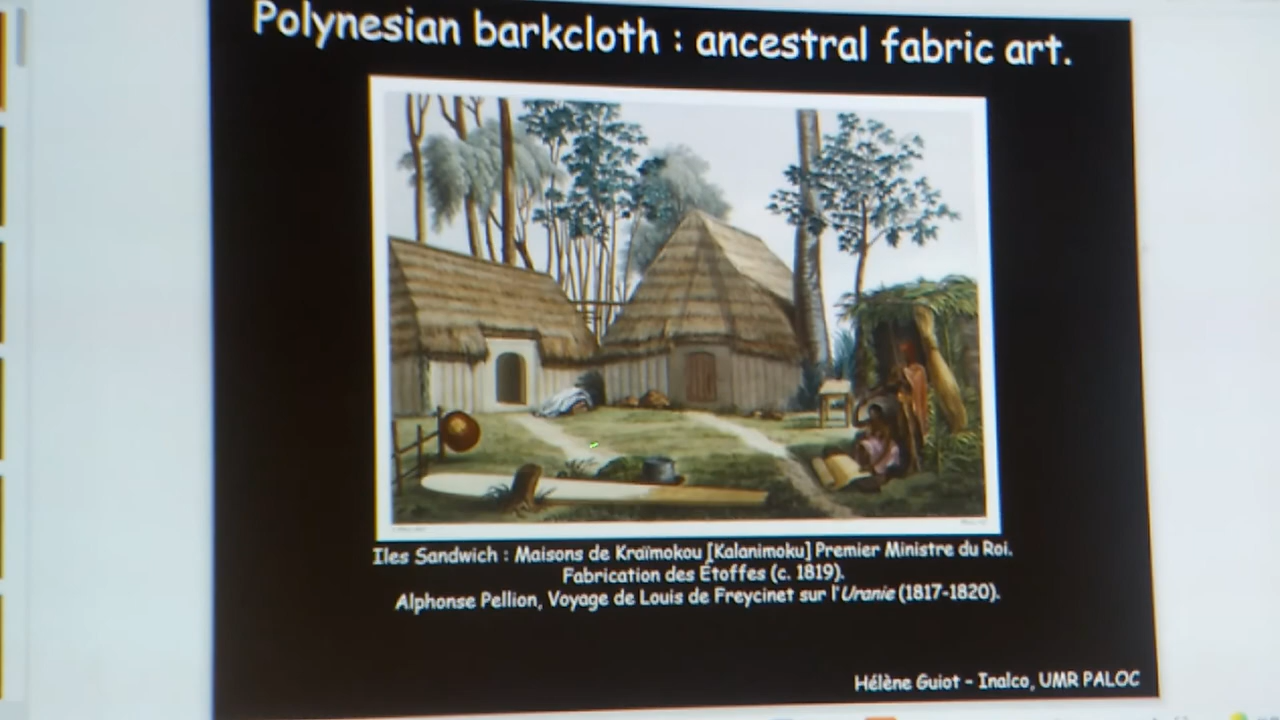 Polynesian barkcloth : ancestral fabric art.
Iles Sandwich : Maisons de Kraïmokou [Kalanimoku] Premier Ministre du Roi.
Fabrication des Étoffes (c. 1819).
Alphonse Pellion, Voyage de Louis de Freycinet sur l'Uranie (1817-1820).
Hélène Guiot – Inalco, UMR PALOC